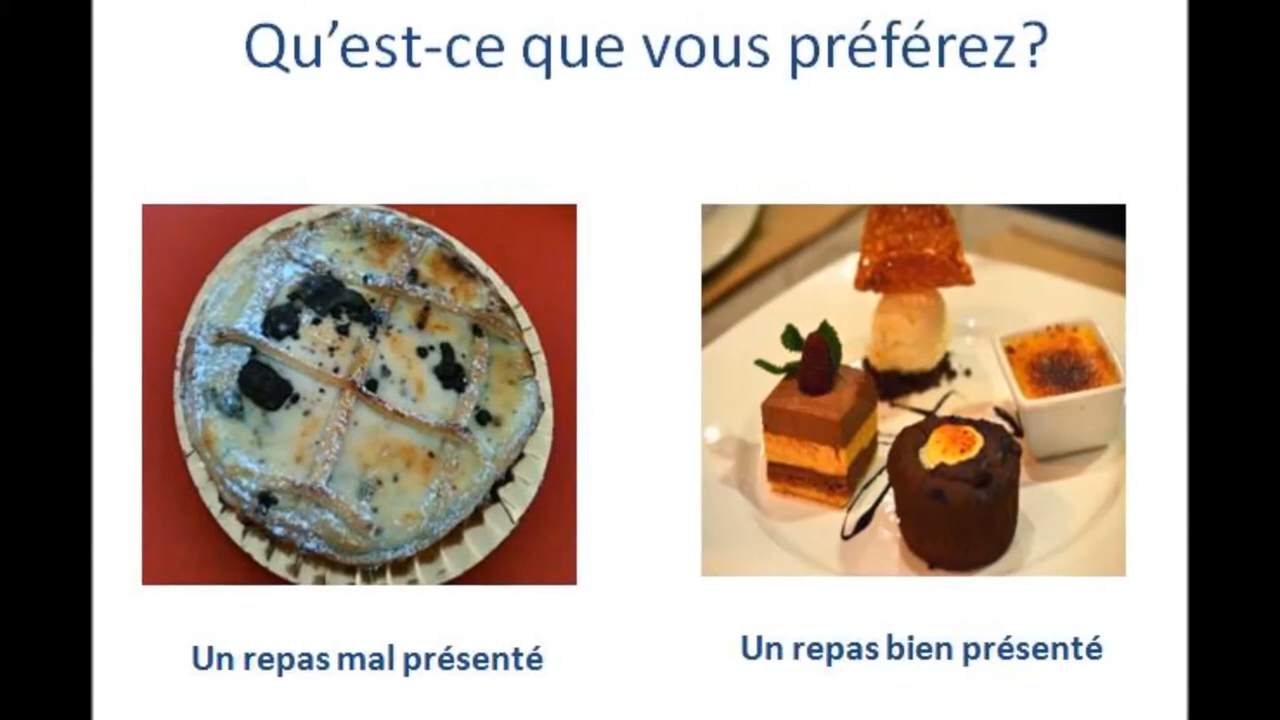 Qu’est-ce que vous préférez?
Un repas mal présenté
Un repas bien présenté